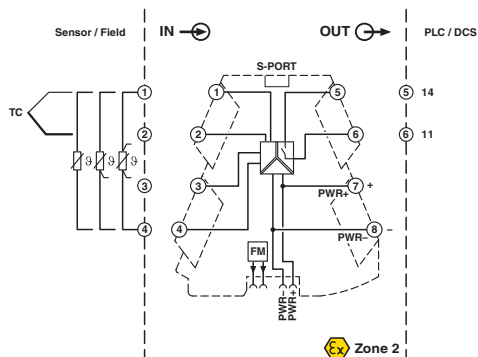 Sensor / Field
IN
OUT
PLC / DCS
S-PORT
TC
1
2
3
4
ϑ
ϑ
ϑ
1
2
3
4
5
6
7
8
+
–
PWR+
PWR–
5 14
6 11
FM
PWR–
PWR+
Ex Zone 2